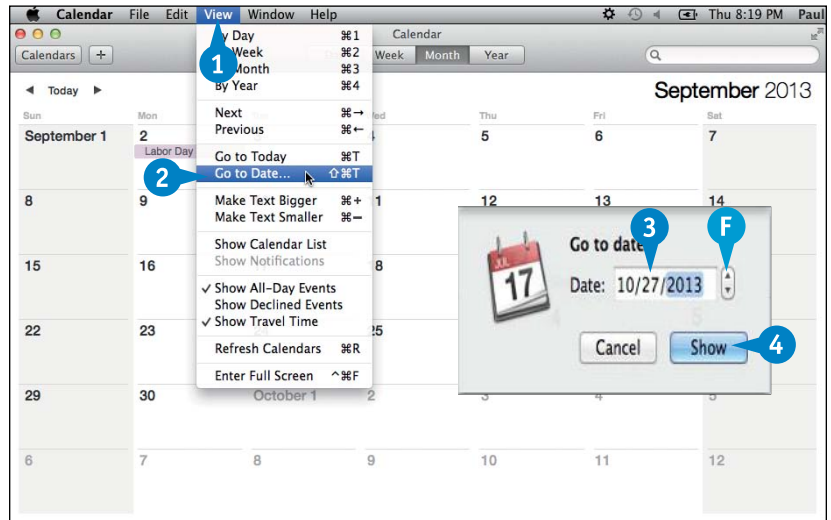 Calendar File Edit View Window Help Thu 8:19 PM Paul
Calendar
Calendars + Week Month Year
Today
September 2013
Sun Mon Wed Thu Fri Sat
September 1 2 5 6 7
Labor Day
8 9 12 13 14
15 16
22 23
29 30 October 1 2 3 4 5
6 7 8 9 10 11 12
Day ⌘1
Week ⌘2
Month ⌘3
By Year ⌘4
Next ⌘→
Previous ⌘←
Go to Today ⌘T
Go to Date... ⇧⌘T
Make Text Bigger ⌘+
Make Text Smaller ⌘–
Show Calendar List
Show Notifications
✓ Show All-Day Events
Show Declined Events
✓ Show Travel Time
Refresh Calendars ⌘R
Enter Full Screen ^⌘F
1
2
3
F
4
JUL
17
Go to date
Date: 10/27/2013
Cancel Show